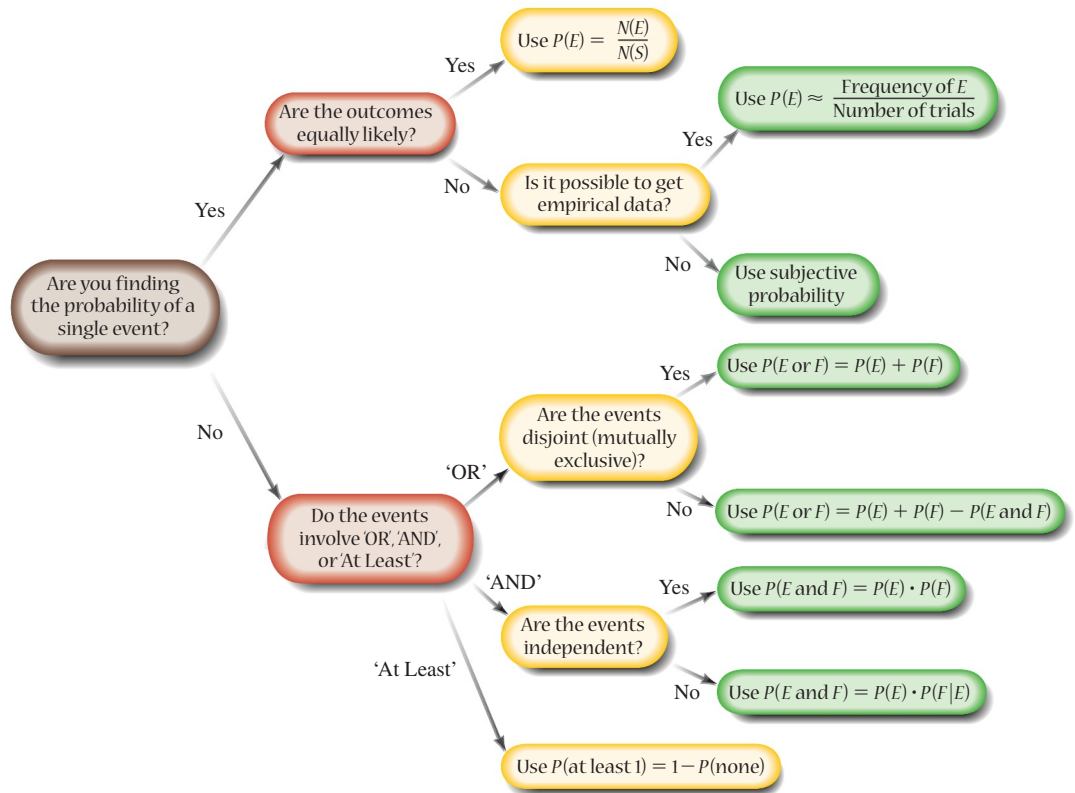 Use P(E) = N(E)
N(S)
Yes
Are the outcomes
equally likely?
No
Use P(E) ≈ Frequency of E
Number of trials
Yes
Is it possible to get
empirical data?
No
Use subjective
probability
Yes
Are you finding
the probability of a
single event?
No
Do the events
involve ‘OR’, ‘AND’,
or ‘At Least’?
‘OR’
Are the events
disjoint (mutually
exclusive)?
Yes
Use P(E or F) = P(E) + P(F)
No
Use P(E or F) = P(E) + P(F) − P(E and F)
‘AND’
Are the events
independent?
Yes
Use P(E and F) = P(E) • P(F)
No
Use P(E and F) = P(E) • P(F|E)
‘At Least’
Use P(at least 1) = 1− P(none)